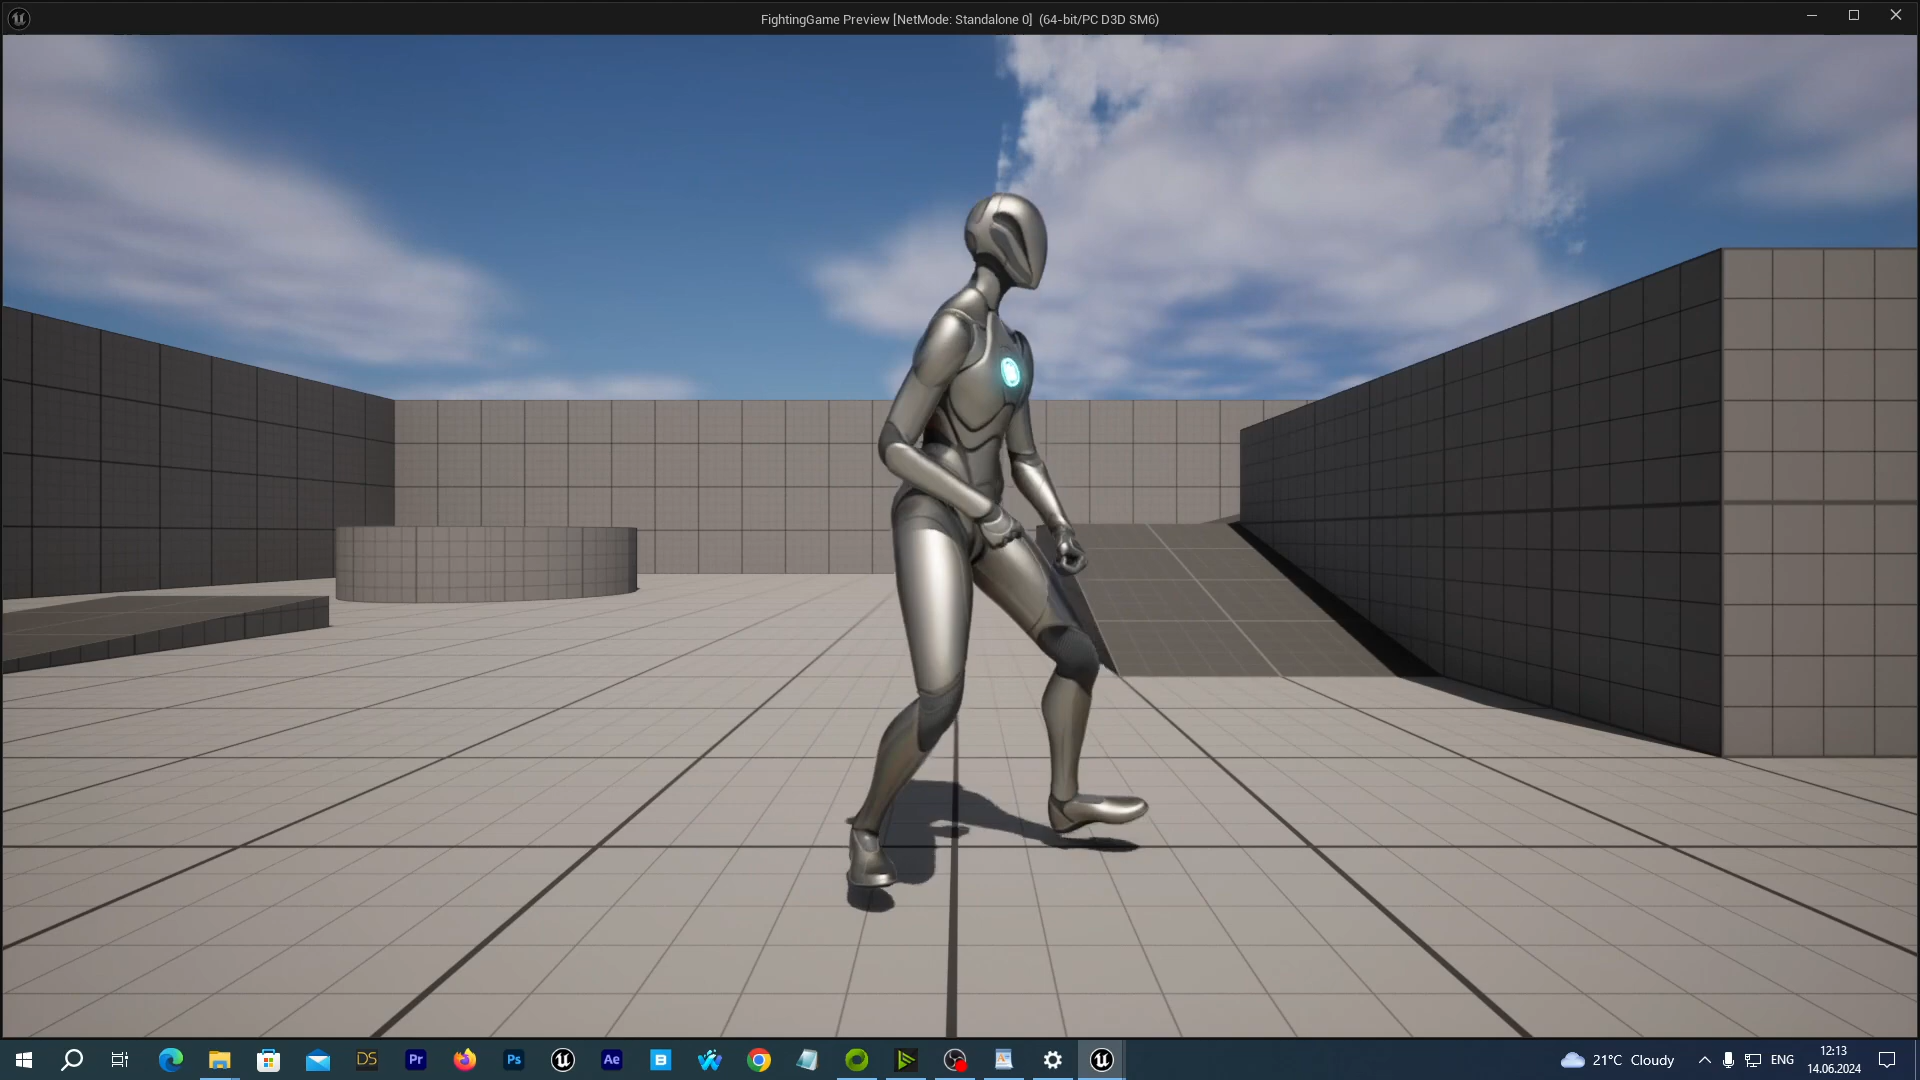 FightingGame Preview [NetMode: Standalone 0] (64-bit/PC D3D SM6)
DS
Pr
Ps
Ae
B
21°C Cloudy
ENG
12:13
14.06.2024